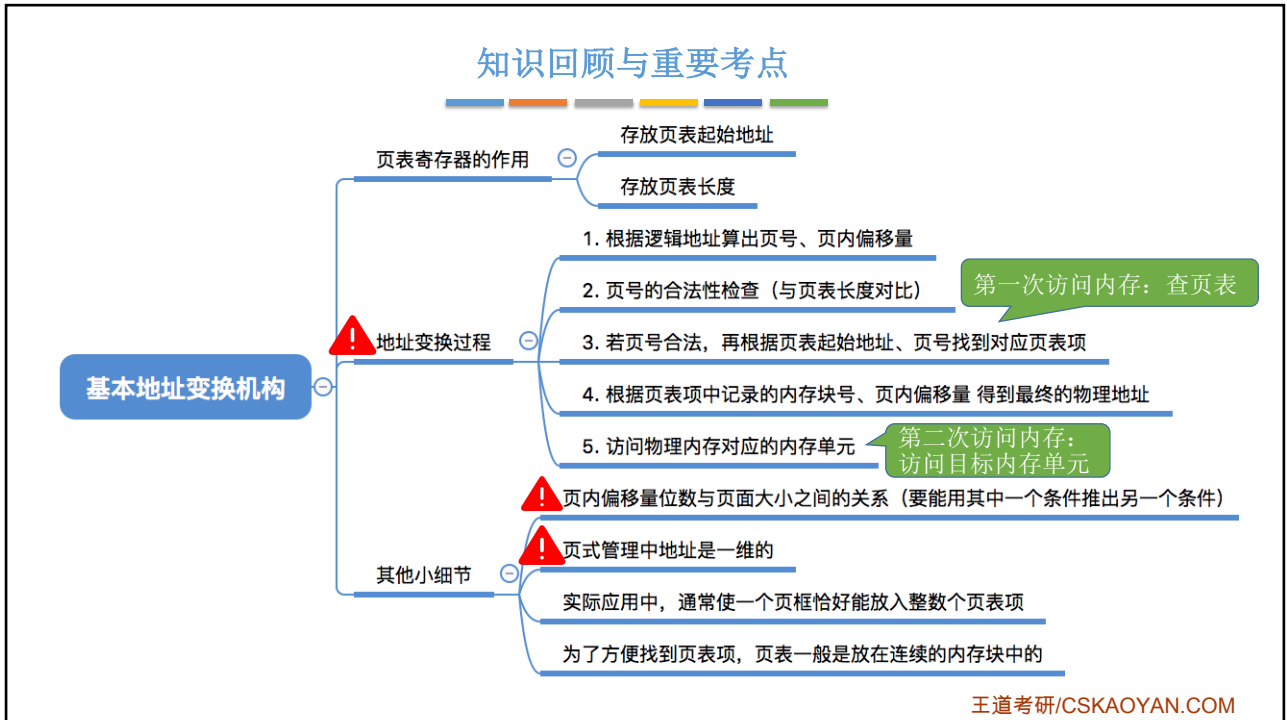 知识回顾与重要考点
基本地址变换机构
页表寄存器的作用
存放页表起始地址
存放页表长度
地址变换过程
1. 根据逻辑地址算出页号、页内偏移量
2. 页号的合法性检查（与页表长度对比）
第一次访问内存：查页表
3. 若页号合法，再根据页表起始地址、页号找到对应页表项
4. 根据页表项中记录的内存块号、页内偏移量 得到最终的物理地址
5. 访问物理内存对应的内存单元
第二次访问内存：
访问目标内存单元
其他小细节
页内偏移量位数与页面大小之间的关系（要能用其中一个条件推出另一个条件）
页式管理中地址是一维的
实际应用中，通常使一个页框恰好能放入整数个页表项
为了方便找到页表项，页表一般是放在连续的内存块中的
王道考研/CSKAOYAN.COM